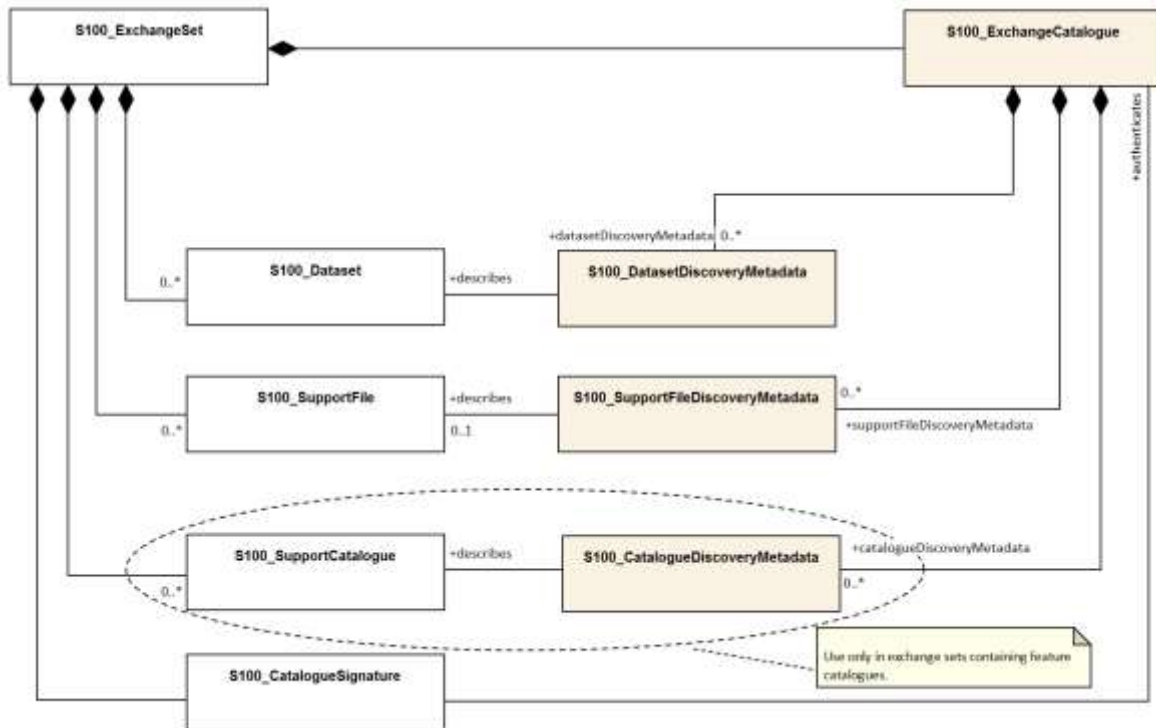 S100_ExchangeSet
S100_ExchangeCatalogue
+authenticates
+datasetDiscoveryMetadata 0..*
S100_Dataset
+describes
S100_DatasetDiscoveryMetadata
0..*
S100_SupportFile
+describes
S100_SupportFileDiscoveryMetadata
0..*
0..*
0..1
+supportFileDiscoveryMetadata
S100_SupportCatalogue
+describes
S100_CatalogueDiscoveryMetadata
+catalogueDiscoveryMetadata
0..*
0..*
Use only in exchange sets containing feature
catalogues.
S100_CatalogueSignature